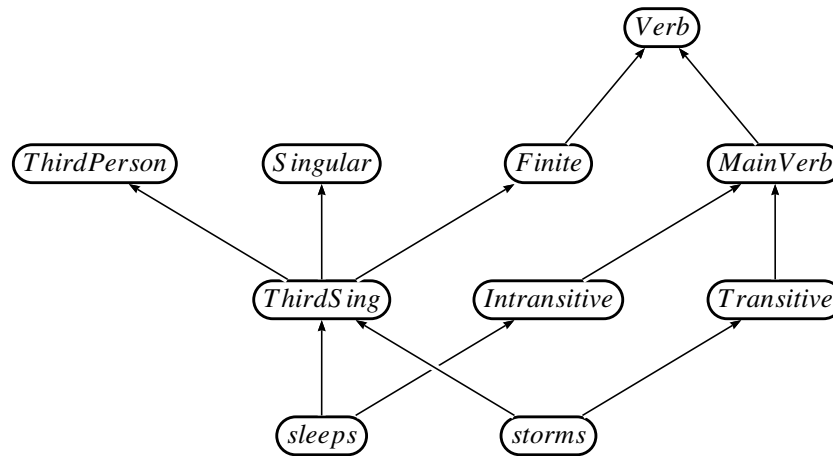 Verb
ThirdPerson Singular Finite MainVerb
ThirdSing Intransitive Transitive
sleeps storms